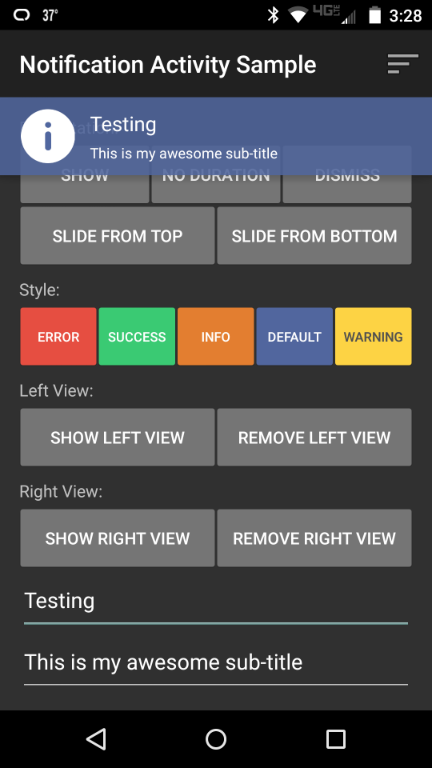 37°
4G LTE
3:28
Notification Activity Sample
Testing
This is my awesome sub-title
SHOW
NO DURATION
DISMISS
SLIDE FROM TOP
SLIDE FROM BOTTOM
Style:
ERROR
SUCCESS
INFO
DEFAULT
WARNING
Left View:
SHOW LEFT VIEW
REMOVE LEFT VIEW
Right View:
SHOW RIGHT VIEW
REMOVE RIGHT VIEW
Testing
This is my awesome sub-title